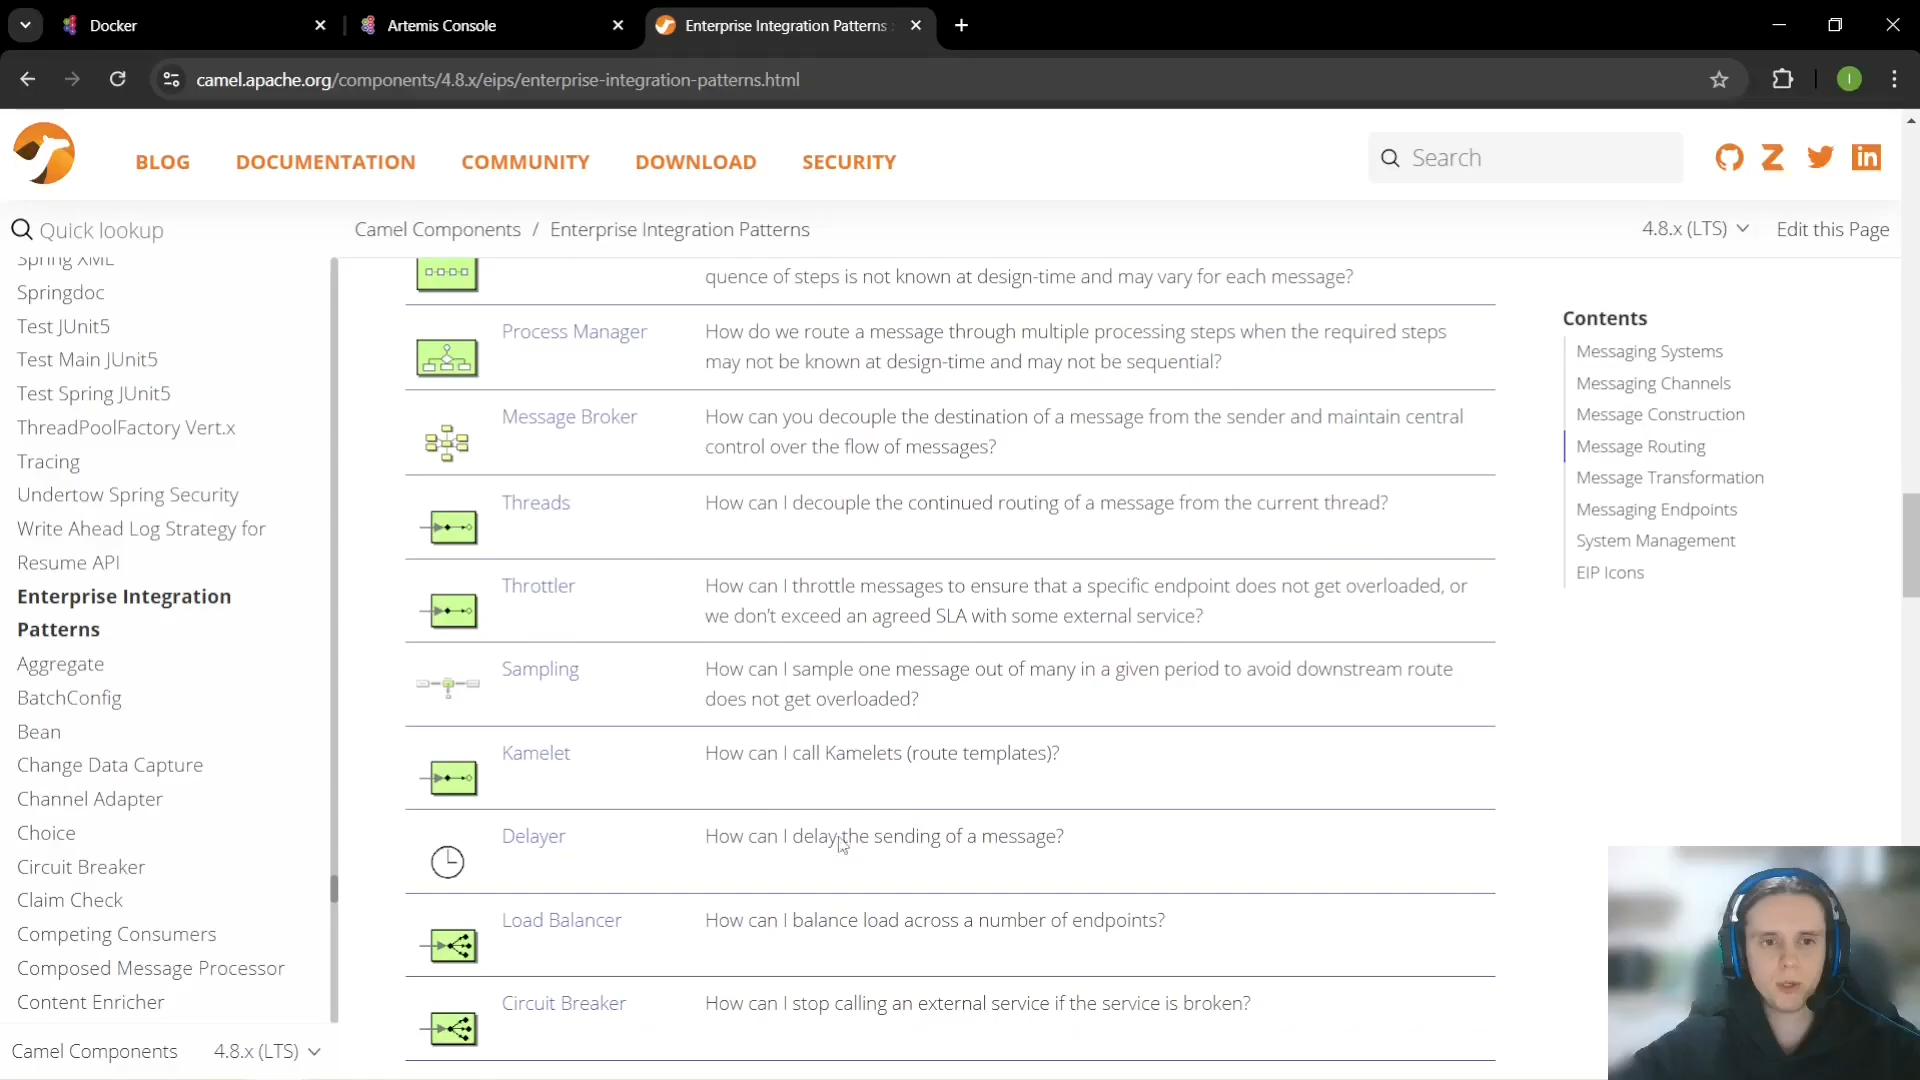 Docker
Artemis Console
Enterprise Integration Patterns :
camel.apache.org/components/4.8.x/eips/enterprise-integration-patterns.html
I
BLOG DOCUMENTATION COMMUNITY DOWNLOAD SECURITY
Search
Quick lookup
Camel Components / Enterprise Integration Patterns
4.8.x (LTS)
Edit this Page
Spring XML
Springdoc
Test JUnit5
Test Main JUnit5
Test Spring JUnit5
ThreadPoolFactory Vert.x
Tracing
Undertow Spring Security
Write Ahead Log Strategy for
Resume API
Enterprise Integration
Patterns
Aggregate
BatchConfig
Bean
Change Data Capture
Channel Adapter
Choice
Circuit Breaker
Claim Check
Competing Consumers
Composed Message Processor
Content Enricher
Camel Components 4.8.x (LTS)
quence of steps is not known at design-time and may vary for each message?
Process Manager
How do we route a message through multiple processing steps when the required steps
may not be known at design-time and may not be sequential?
Message Broker
How can you decouple the destination of a message from the sender and maintain central
control over the flow of messages?
Threads
How can I decouple the continued routing of a message from the current thread?
Throttler
How can I throttle messages to ensure that a specific endpoint does not get overloaded, or
we don't exceed an agreed SLA with some external service?
Sampling
How can I sample one message out of many in a given period to avoid downstream route
does not get overloaded?
Kamelet
How can I call Kamelets (route templates)?
Delayer
How can I delay the sending of a message?
Load Balancer
How can I balance load across a number of endpoints?
Circuit Breaker
How can I stop calling an external service if the service is broken?
Contents
Messaging Systems
Messaging Channels
Message Construction
Message Routing
Message Transformation
Messaging Endpoints
System Management
EIP Icons